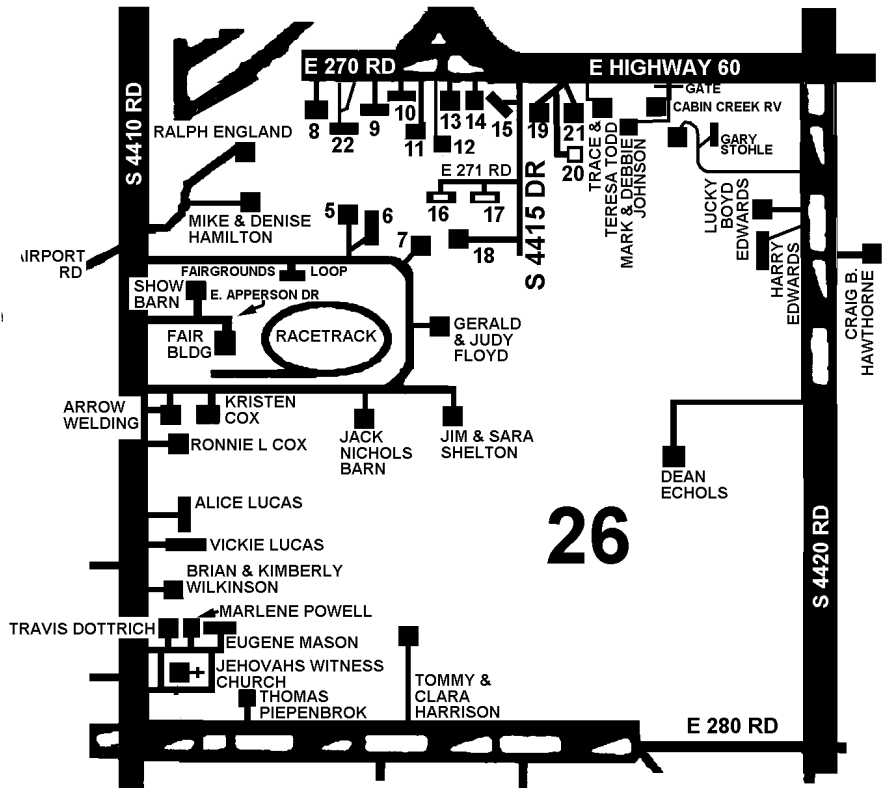 E 270 RD
E HIGHWAY 60
GATE
CABIN CREEK RV
S 4410 RD
RALPH ENGLAND
8
22
9
10
11
13
14
12
15
19
21
20
TRACE &
TERESA TODD
MARK & DEBBIE
JOHNSON
GARY
STOHLE
E 271 RD
16
17
S 4415 DR
MIKE & DENISE
HAMILTON
5
6
7
18
LUCKY
BOYD
EDWARDS
HARRY
EDWARDS
CRAIG B.
HAWTHORNE
AIRPORT
RD
FAIRGROUNDS LOOP
SHOW
BARN
E. APPERSON DR
FAIR
BLDG
RACETRACK
GERALD
& JUDY
FLOYD
ARROW
WELDING
KRISTEN
COX
RONNIE L COX
JACK
NICHOLS
BARN
JIM & SARA
SHELTON
DEAN
ECHOLS
ALICE LUCAS
VICKIE LUCAS
26
S 4420 RD
BRIAN & KIMBERLY
WILKINSON
MARLENE POWELL
TRAVIS DOTTRICH
EUGENE MASON
JEHOVAHS WITNESS
CHURCH
THOMAS
PIEPENBROK
TOMMY &
CLARA
HARRISON
E 280 RD